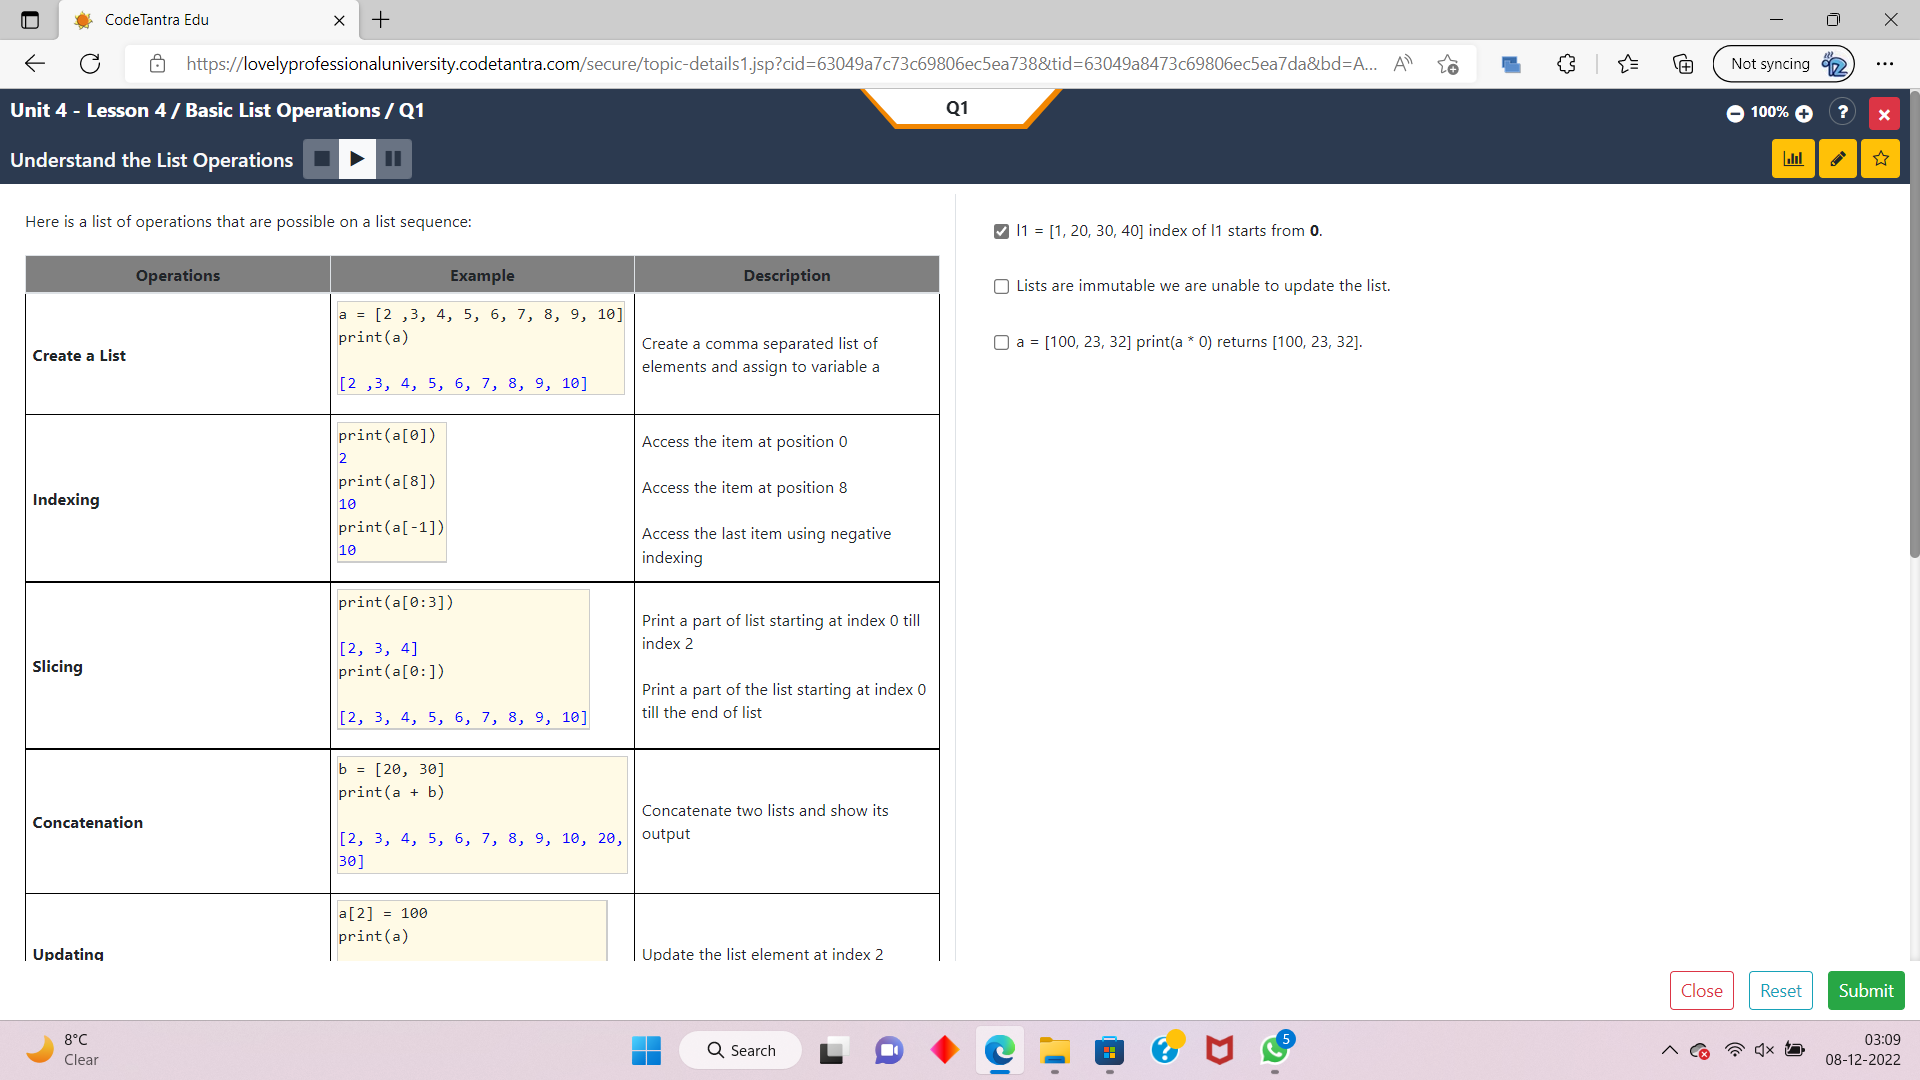 CodeTantra Edu
https://lovelyprofessionaluniversity.codetantra.com/secure/topic-details1.jsp?cid=63049a7c73c69806ec5ea738&tid=63049a8473c69806ec5ea7da&bd=A...
Not syncing
Unit 4 - Lesson 4 / Basic List Operations / Q1
Q1
100%
?
Understand the List Operations
Here is a list of operations that are possible on a list sequence:
Operations
Example
Description
Create a List
a = [2 ,3, 4, 5, 6, 7, 8, 9, 10]
print(a)
[2 ,3, 4, 5, 6, 7, 8, 9, 10]
Create a comma separated list of
elements and assign to variable a
Indexing
print(a[0])
2
print(a[8])
10
print(a[-1])
10
Access the item at position 0
Access the item at position 8
Access the last item using negative
indexing
Slicing
print(a[0:3])
[2, 3, 4]
print(a[0:])
[2, 3, 4, 5, 6, 7, 8, 9, 10]
Print a part of list starting at index 0 till
index 2
Print a part of the list starting at index 0
till the end of list
Concatenation
b = [20, 30]
print(a + b)
[2, 3, 4, 5, 6, 7, 8, 9, 10, 20,
30]
Concatenate two lists and show its
output
Updating
a[2] = 100
print(a)
Update the list element at index 2
l1 = [1, 20, 30, 40] index of l1 starts from 0.
Lists are immutable we are unable to update the list.
a = [100, 23, 32] print(a * 0) returns [100, 23, 32].
Close
Reset
Submit
8°C
Clear
Search
5
03:09
08-12-2022